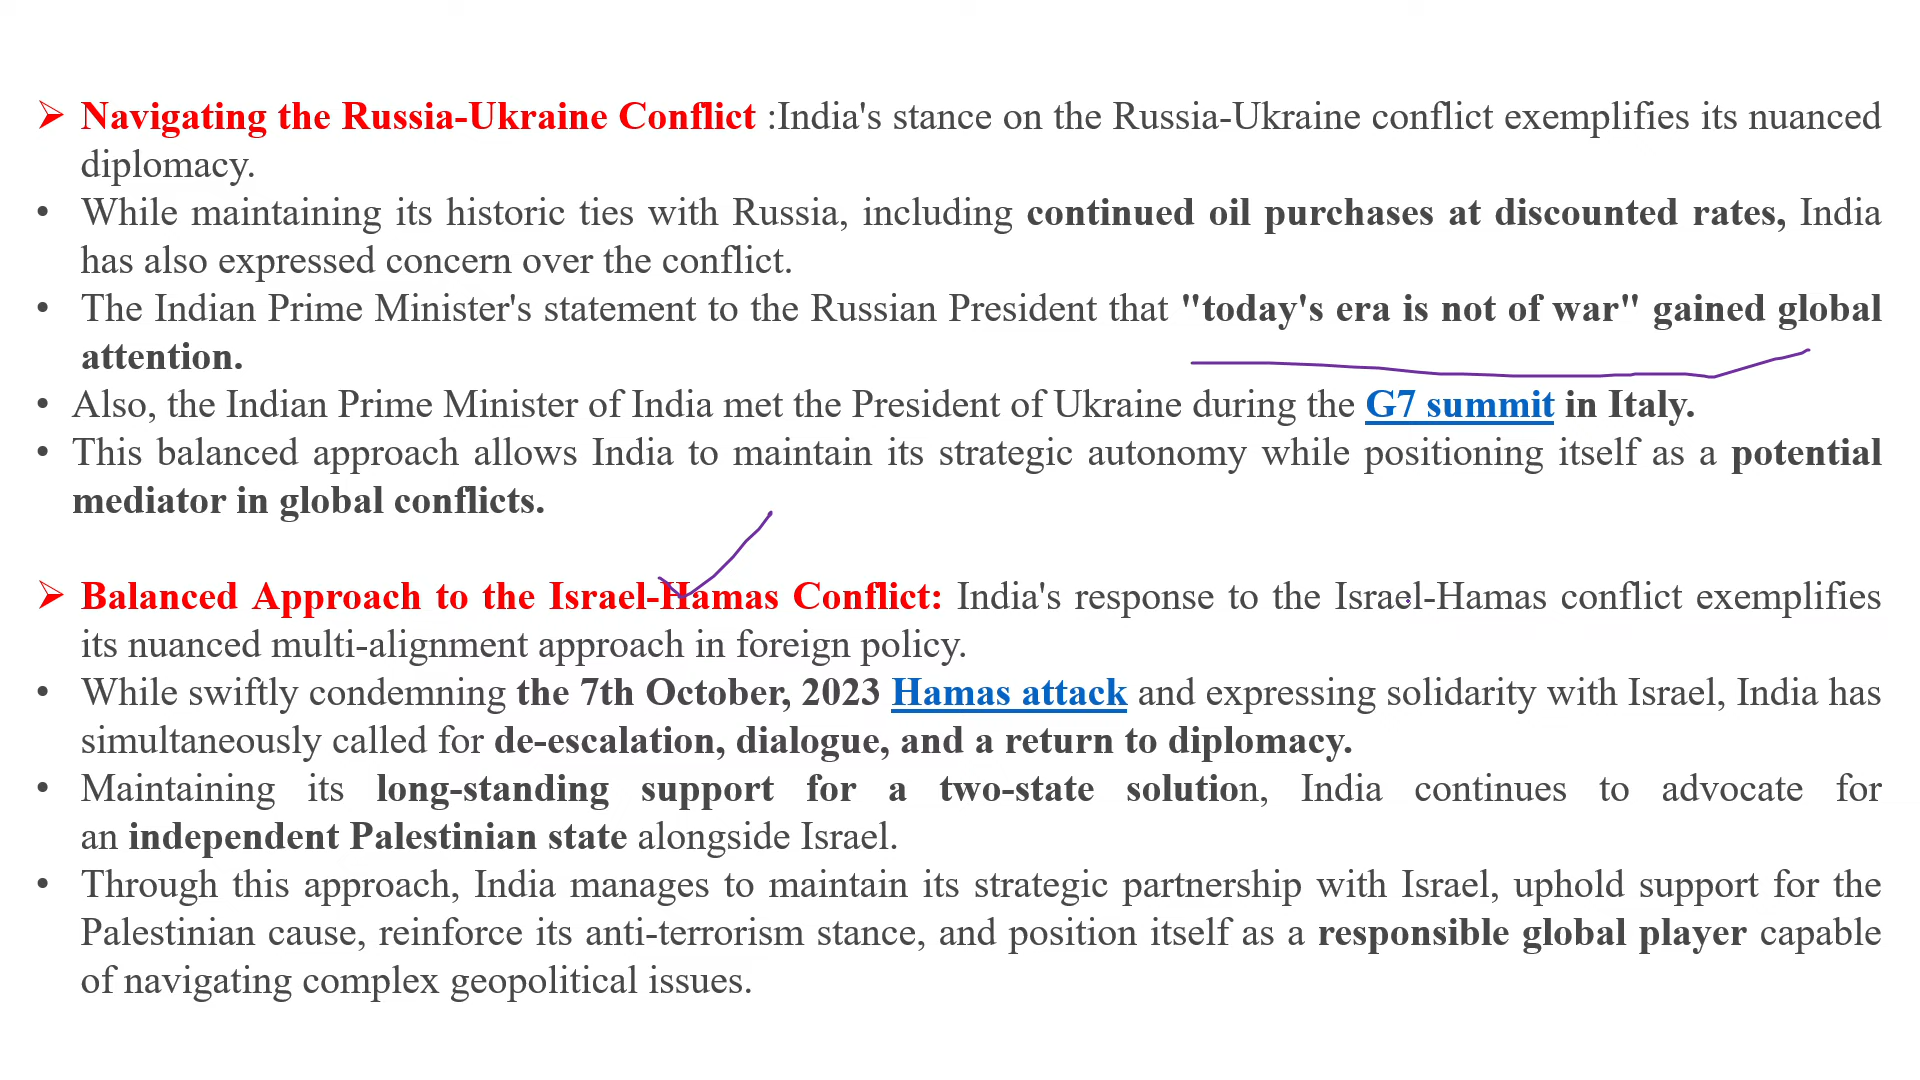 ➢ Navigating the Russia-Ukraine Conflict :India's stance on the Russia-Ukraine conflict exemplifies its nuanced
diplomacy.
• While maintaining its historic ties with Russia, including continued oil purchases at discounted rates, India
has also expressed concern over the conflict.
• The Indian Prime Minister's statement to the Russian President that "today's era is not of war" gained global
attention.
• Also, the Indian Prime Minister of India met the President of Ukraine during the G7 summit in Italy.
• This balanced approach allows India to maintain its strategic autonomy while positioning itself as a potential
mediator in global conflicts.
➢ Balanced Approach to the Israel-Hamas Conflict: India's response to the Israel-Hamas conflict exemplifies
its nuanced multi-alignment approach in foreign policy.
• While swiftly condemning the 7th October, 2023 Hamas attack and expressing solidarity with Israel, India has
simultaneously called for de-escalation, dialogue, and a return to diplomacy.
• Maintaining its long-standing support for a two-state solution, India continues to advocate for
an independent Palestinian state alongside Israel.
• Through this approach, India manages to maintain its strategic partnership with Israel, uphold support for the
Palestinian cause, reinforce its anti-terrorism stance, and position itself as a responsible global player capable
of navigating complex geopolitical issues.